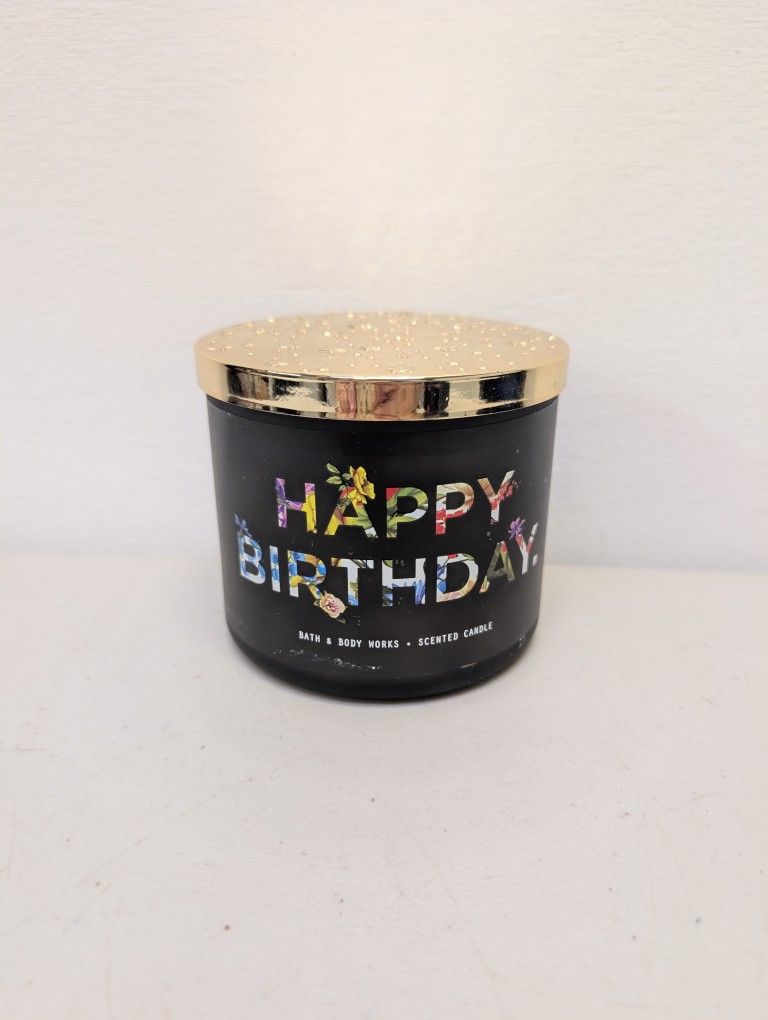 HAPPY
BIRTHDAY.
BATH & BODY WORKS • SCENTED CANDLE